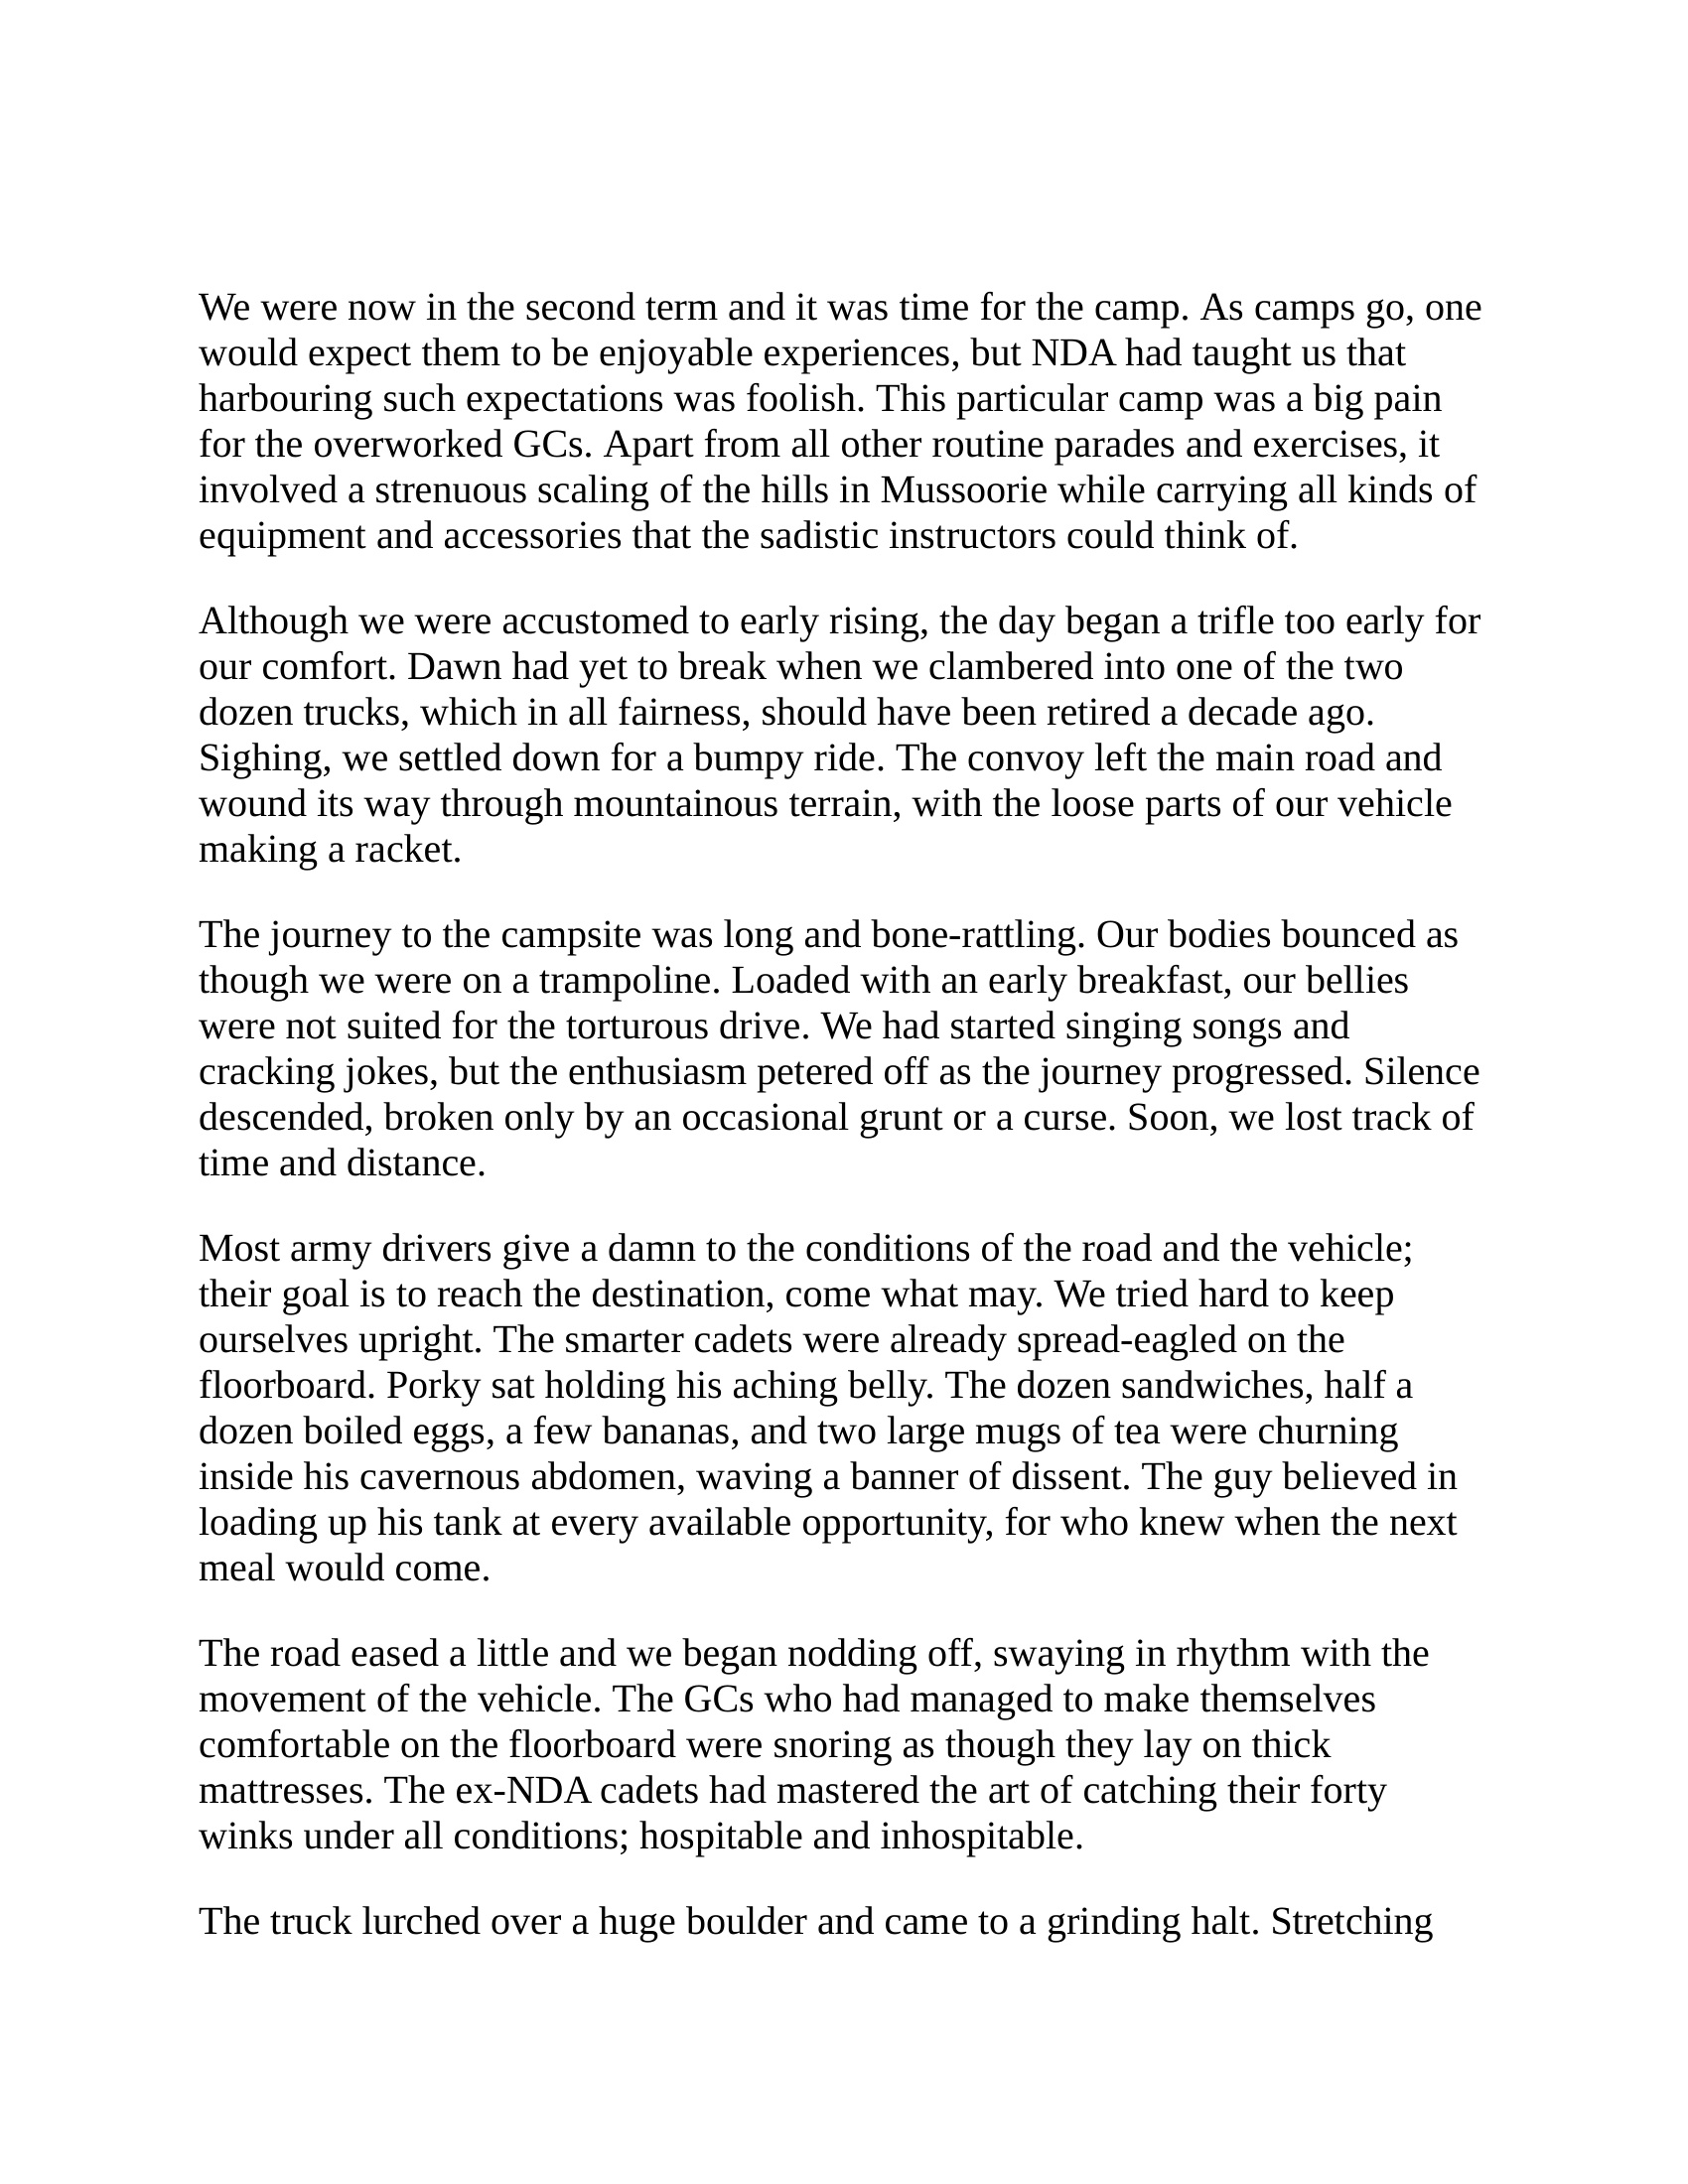 We were now in the second term and it was time for the camp. As camps go, one
would expect them to be enjoyable experiences, but NDA had taught us that
harbouring such expectations was foolish. This particular camp was a big pain
for the overworked GCs. Apart from all other routine parades and exercises, it
involved a strenuous scaling of the hills in Mussoorie while carrying all kinds of
equipment and accessories that the sadistic instructors could think of.
Although we were accustomed to early rising, the day began a trifle too early for
our comfort. Dawn had yet to break when we clambered into one of the two
dozen trucks, which in all fairness, should have been retired a decade ago.
Sighing, we settled down for a bumpy ride. The convoy left the main road and
wound its way through mountainous terrain, with the loose parts of our vehicle
making a racket.
The journey to the campsite was long and bone-rattling. Our bodies bounced as
though we were on a trampoline. Loaded with an early breakfast, our bellies
were not suited for the torturous drive. We had started singing songs and
cracking jokes, but the enthusiasm petered off as the journey progressed. Silence
descended, broken only by an occasional grunt or a curse. Soon, we lost track of
time and distance.
Most army drivers give a damn to the conditions of the road and the vehicle;
their goal is to reach the destination, come what may. We tried hard to keep
ourselves upright. The smarter cadets were already spread-eagled on the
floorboard. Porky sat holding his aching belly. The dozen sandwiches, half a
dozen boiled eggs, a few bananas, and two large mugs of tea were churning
inside his cavernous abdomen, waving a banner of dissent. The guy believed in
loading up his tank at every available opportunity, for who knew when the next
meal would come.
The road eased a little and we began nodding off, swaying in rhythm with the
movement of the vehicle. The GCs who had managed to make themselves
comfortable on the floorboard were snoring as though they lay on thick
mattresses. The ex-NDA cadets had mastered the art of catching their forty
winks under all conditions; hospitable and inhospitable.
The truck lurched over a huge boulder and came to a grinding halt. Stretching